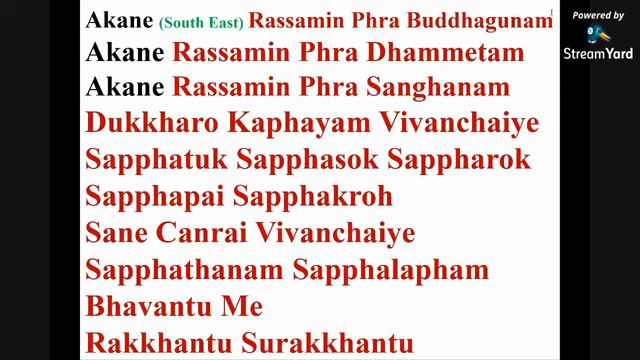 Akane (South East) Rassamin Phra Buddhagunam
Akane Rassamin Phra Dhammetam
Akane Rassamin Phra Sanghanam
Dukkharo Kaphayam Vivanchaiye
Sapphatuk Sapphasok Sappharok
Sapphapai Sapphakroh
Sane Canrai Vivanchaiye
Sapphathanam Sapphalapham
Bhavantu Me
Rakkhantu Surakkhantu
Powered by
StreamYard